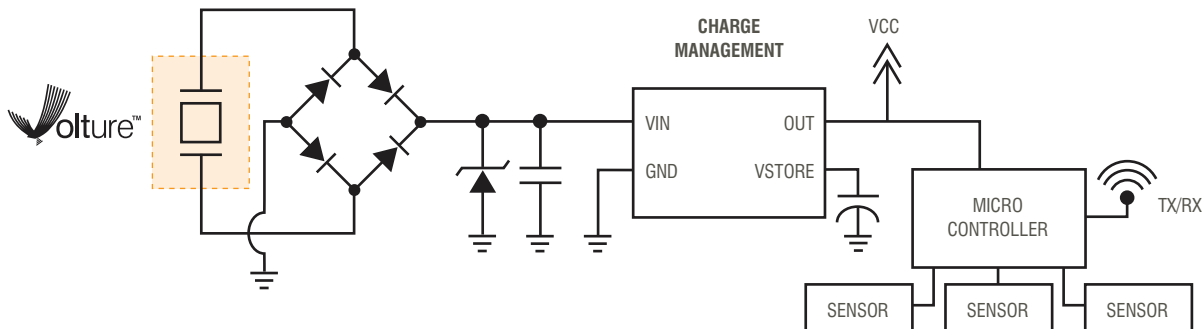 Volture™
CHARGE
MANAGEMENT
VCC
VIN
OUT
GND
VSTORE
MICRO
CONTROLLER
TX/RX
SENSOR
SENSOR
SENSOR